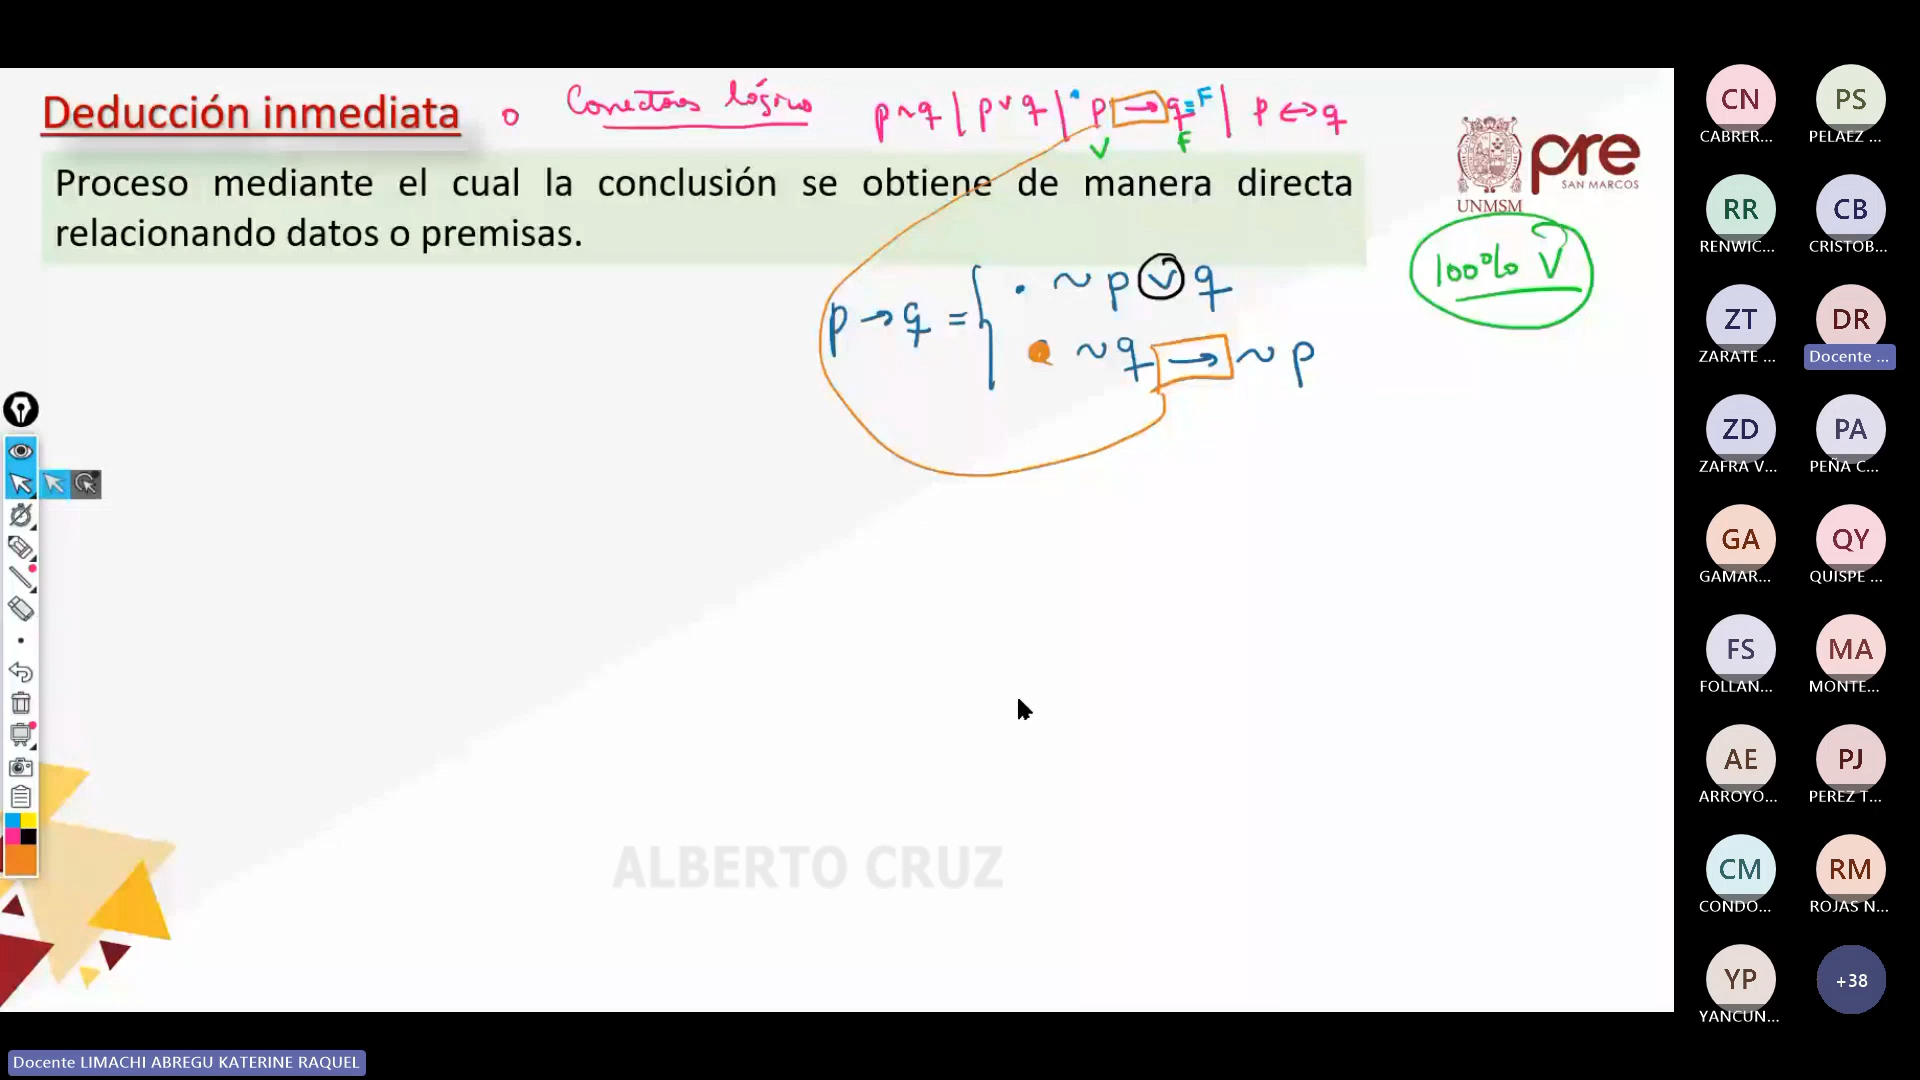 Deducción inmediata
o Conectores lógico p ∧ q | p ∨ q | p → q ≡ F | p ↔ q
V F
Proceso mediante el cual la conclusión se obtiene de manera directa
relacionando datos o premisas.
pre
SAN MARCOS
UNMSM
100% V
p → q = { • ~ p ∨ q
~ q → ~ p
ALBERTO CRUZ
CN
CABRER...
PS
PELAEZ ...
RR
RENWIC...
CB
CRISTOB...
ZT
ZARATE ...
DR
Docente ...
ZD
ZAFRA V...
PA
PEÑA C...
GA
GAMAR...
QY
QUISPE ...
FS
FOLLAN...
MA
MONTE...
AE
ARROYO...
PJ
PEREZ T...
CM
CONDO...
RM
ROJAS N...
YP
YANCUN...
+38
Docente LIMACHI ABREGU KATERINE RAQUEL